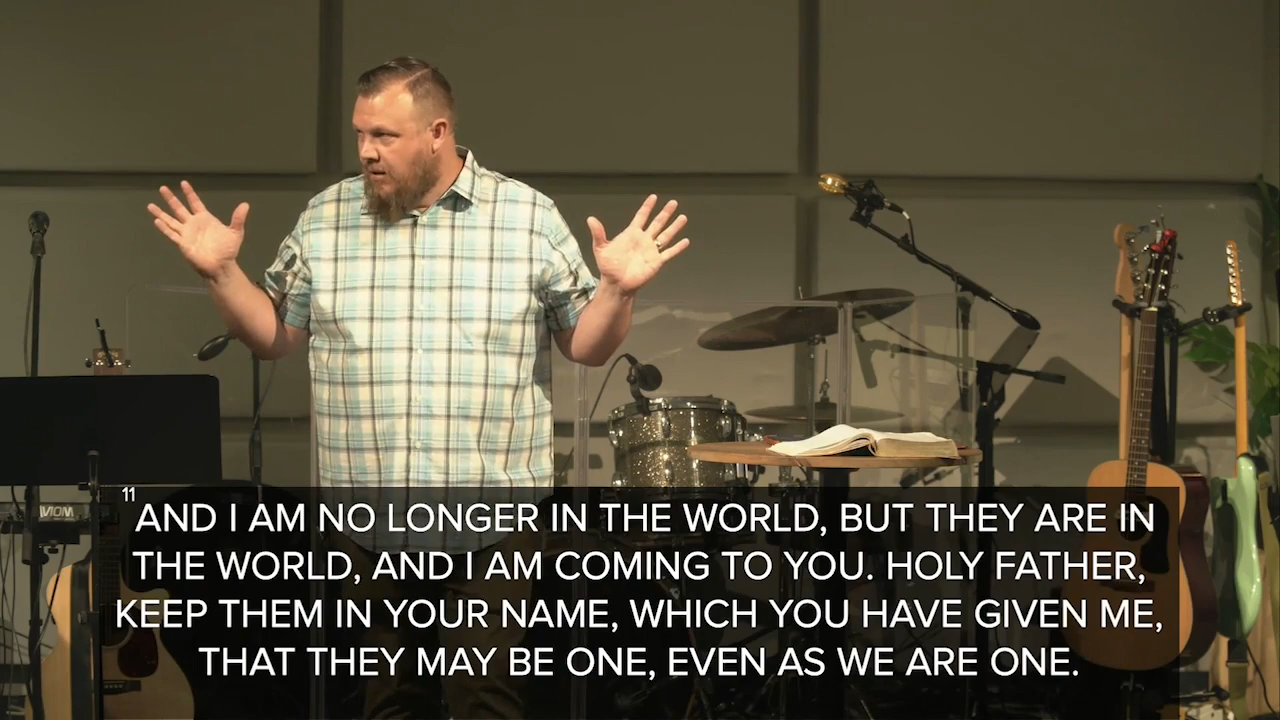 11 AND I AM NO LONGER IN THE WORLD, BUT THEY ARE IN
THE WORLD, AND I AM COMING TO YOU. HOLY FATHER,
KEEP THEM IN YOUR NAME, WHICH YOU HAVE GIVEN ME,
THAT THEY MAY BE ONE, EVEN AS WE ARE ONE.